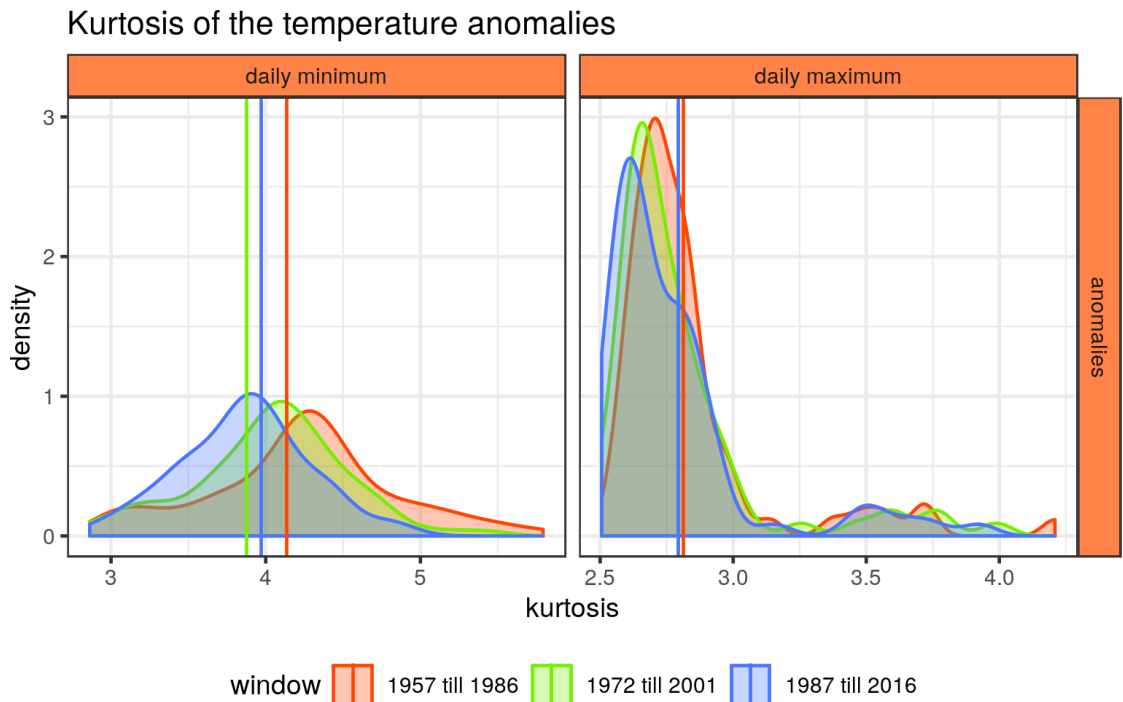 Kurtosis of the temperature anomalies
daily minimum
daily maximum
anomalies
density
3
2
1
0
3 4 5
2.5 3.0 3.5 4.0
kurtosis
window 1957 till 1986 1972 till 2001 1987 till 2016